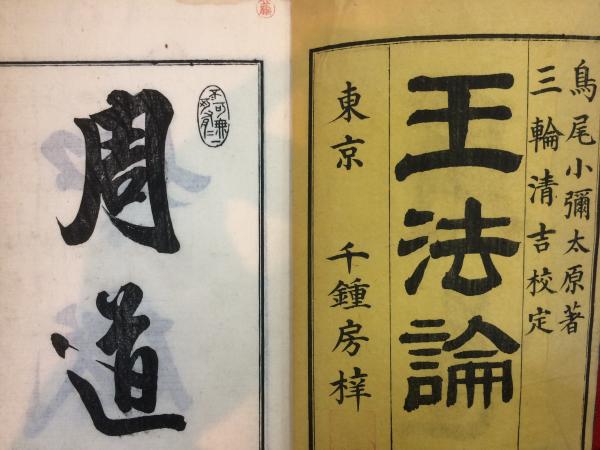 鳥尾小彌太原著
三輪清吉校定
王法論
東京 千鍾房梓
周道